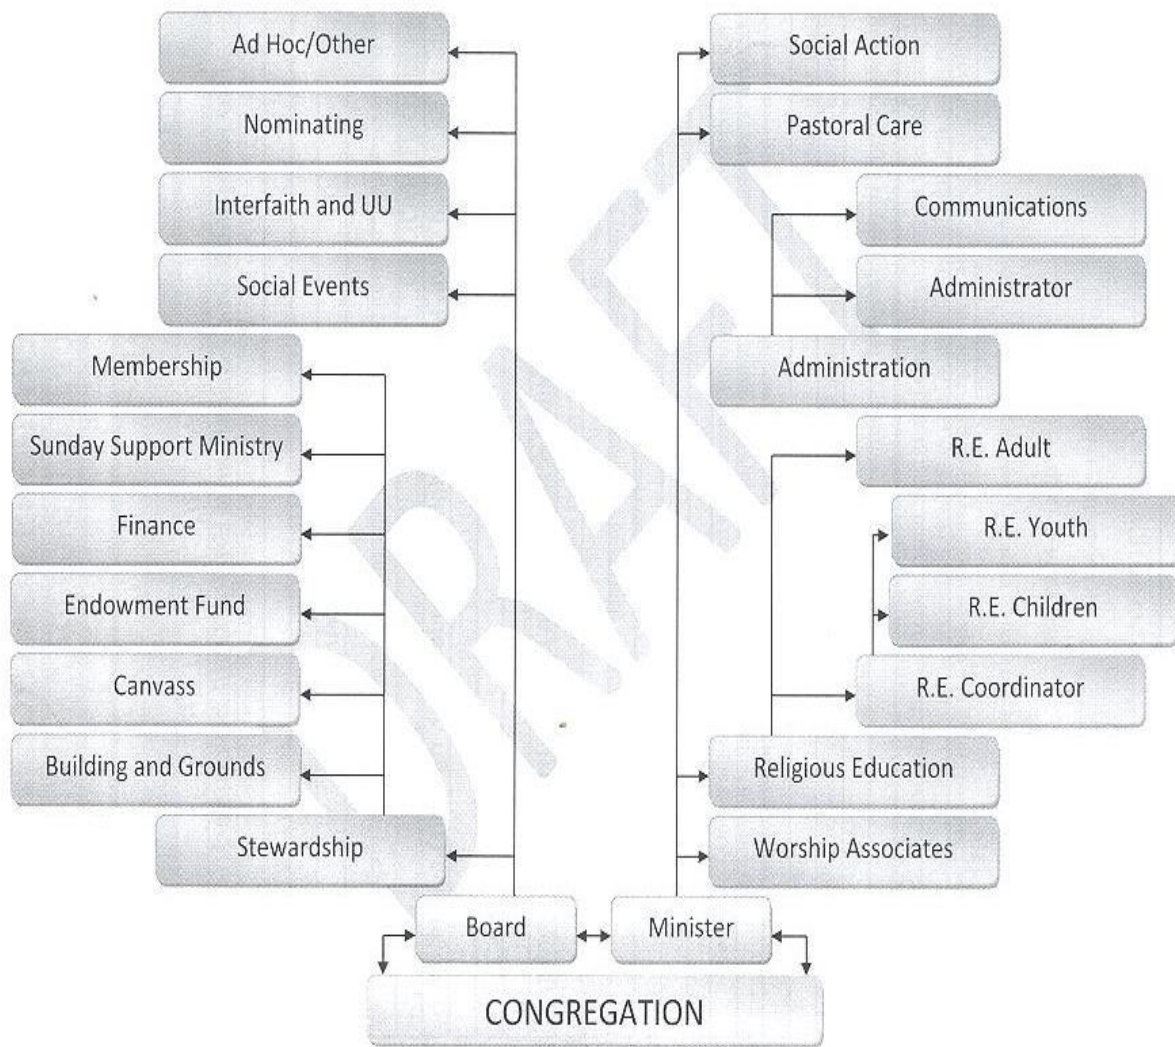 Ad Hoc/Other
Nominating
Interfaith and UU
Social Events
Membership
Sunday Support Ministry
Finance
Endowment Fund
Canvass
Building and Grounds
Stewardship
Board
Social Action
Pastoral Care
Communications
Administrator
Administration
R.E. Adult
R.E. Youth
R.E. Children
R.E. Coordinator
Religious Education
Worship Associates
Minister
CONGREGATION
DRAFT